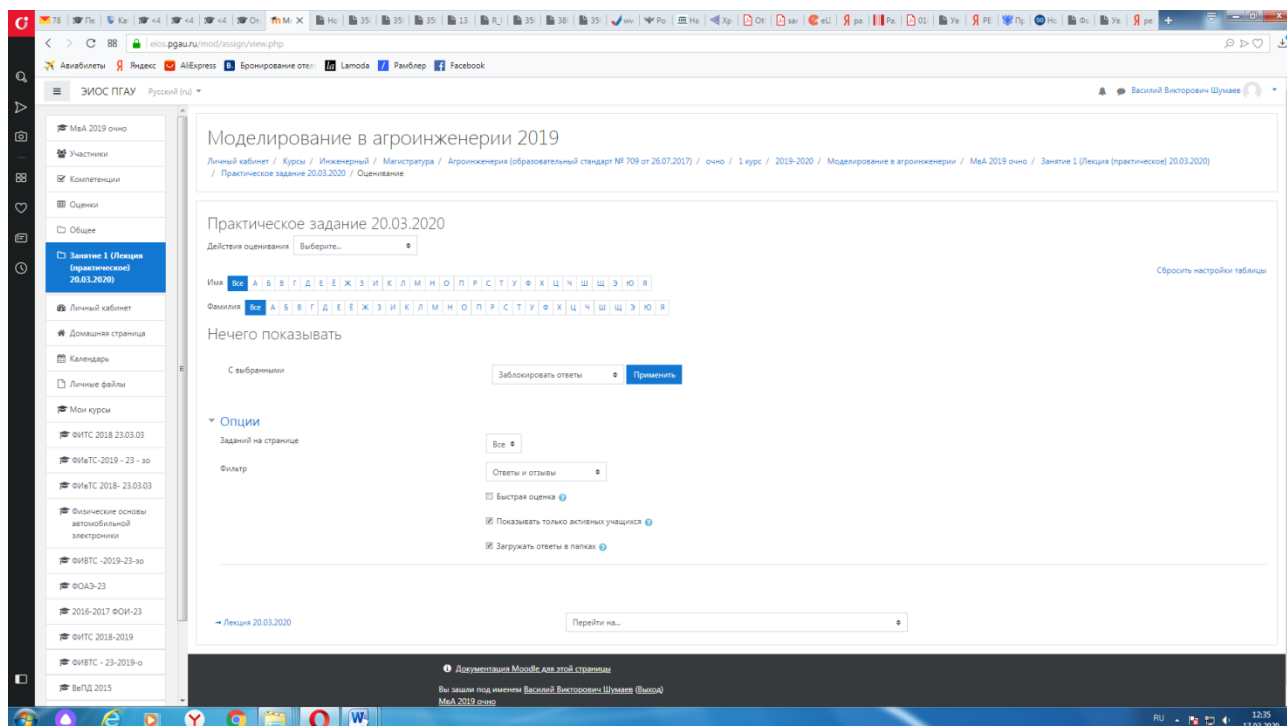 eios.pgau.ru/mod/assign/view.php
Авиабилеты Яндекс AliExpress Бронирование отел Lamoda Рамблер Facebook
ЭИОС ПГАУ Русский (ru)
Василий Викторович Шумаев
МвА 2019 очно
Участники
Компетенции
Оценки
Общее
Занятие 1 (Лекция
(практическое)
20.03.2020)
Личный кабинет
Домашняя страница
Календарь
Личные файлы
Мои курсы
ФИТС 2018 23.03.03
ФИвТС-2019 - 23 - зо
ФИвТС 2018- 23.03.03
Физические основы
автомобильной
электроники
ФИВТС -2019-23-зо
ФОАЭ-23
2016-2017 ФОИ-23
ФИТС 2018-2019
ФИВТС - 23-2019-о
ВвПД 2015
Моделирование в агроинженерии 2019
Личный кабинет / Курсы / Инженерный / Магистратура / Агроинженерия (образовательный стандарт № 709 от 26.07.2017) / очно / 1 курс / 2019-2020 / Моделирование в агроинженерии / МвА 2019 очно / Занятие 1 (Лекция (практическое) 20.03.2020)
/ Практическое задание 20.03.2020 / Оценивание
Практическое задание 20.03.2020
Действия оценивания Выберите...
Сбросить настройки таблицы
Имя Все А Б В Г Д Е Ё Ж З И К Л М Н О П Р С Т У Ф Х Ц Ч Ш Щ Э Ю Я
Фамилия Все А Б В Г Д Е Ё Ж З И К Л М Н О П Р С Т У Ф Х Ц Ч Ш Щ Э Ю Я
Нечего показывать
С выбранными Заблокировать ответы Применить
Опции
Заданий на странице Все
Фильтр Ответы и отзывы
Быстрая оценка
Показывать только активных учащихся
Загружать ответы в папках
Лекция 20.03.2020 Перейти на...
Документация Moodle для этой страницы
Вы зашли под именем Василий Викторович Шумаев (Выход)
МвА 2019 очно
RU 12:35